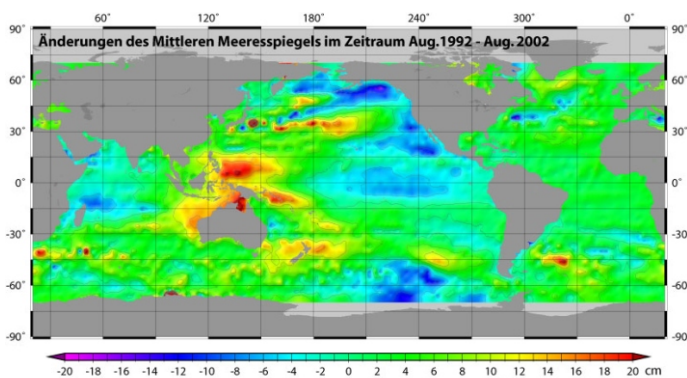 60° 120° 180° 240° 300° 0°
Änderungen des Mittleren Meeresspiegels im Zeitraum Aug.1992 - Aug.2002
90° 90°
60° 60°
30° 30°
0° 0°
-30° -30°
-60° -60°
-90° -90°
-20 -18 -16 -14 -12 -10 -8 -6 -4 -2 0 2 4 6 8 10 12 14 16 18 20 cm